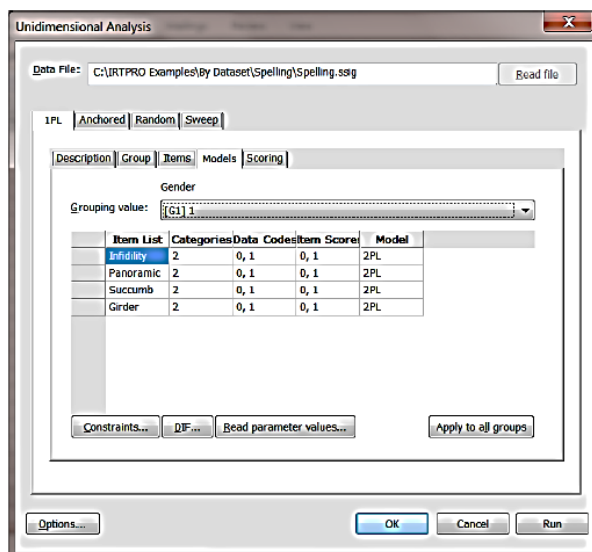 Unidimensional Analysis
Data File: C:\IRTPRO Examples\By Dataset\Spelling\Spelling.ssig Read file
1PL Anchored Random Sweep
Description Group Items Models Scoring
Gender
Grouping value: [G1] 1
Item List Categories Data Codes Item Scores Model
Infidility 2 0, 1 0, 1 2PL
Panoramic 2 0, 1 0, 1 2PL
Succumb 2 0, 1 0, 1 2PL
Girder 2 0, 1 0, 1 2PL
Constraints... DIF... Read parameter values... Apply to all groups
Options... OK Cancel Run